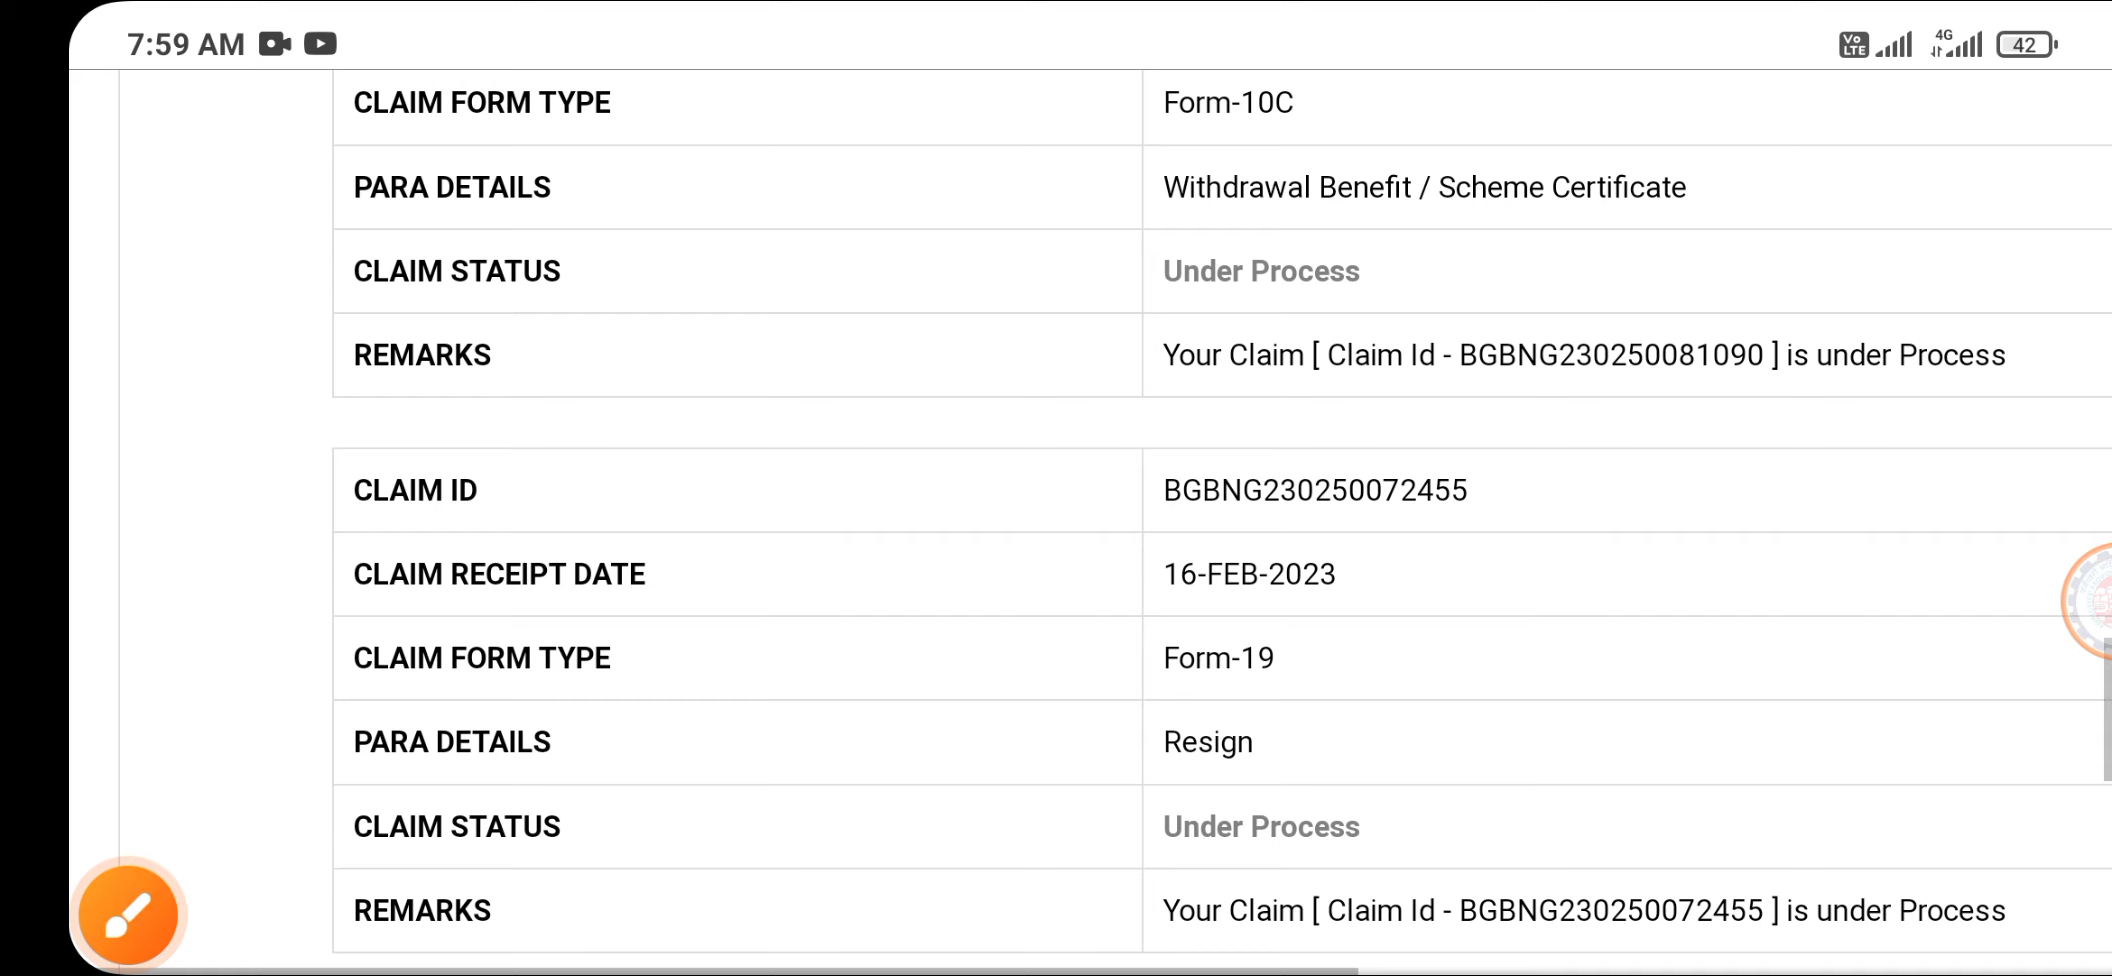 7:59 AM
Vo LTE 4G 42
CLAIM FORM TYPE Form-10C
PARA DETAILS Withdrawal Benefit / Scheme Certificate
CLAIM STATUS Under Process
REMARKS Your Claim [ Claim Id - BGBNG230250081090 ] is under Process
CLAIM ID BGBNG230250072455
CLAIM RECEIPT DATE 16-FEB-2023
CLAIM FORM TYPE Form-19
PARA DETAILS Resign
CLAIM STATUS Under Process
REMARKS Your Claim [ Claim Id - BGBNG230250072455 ] is under Process